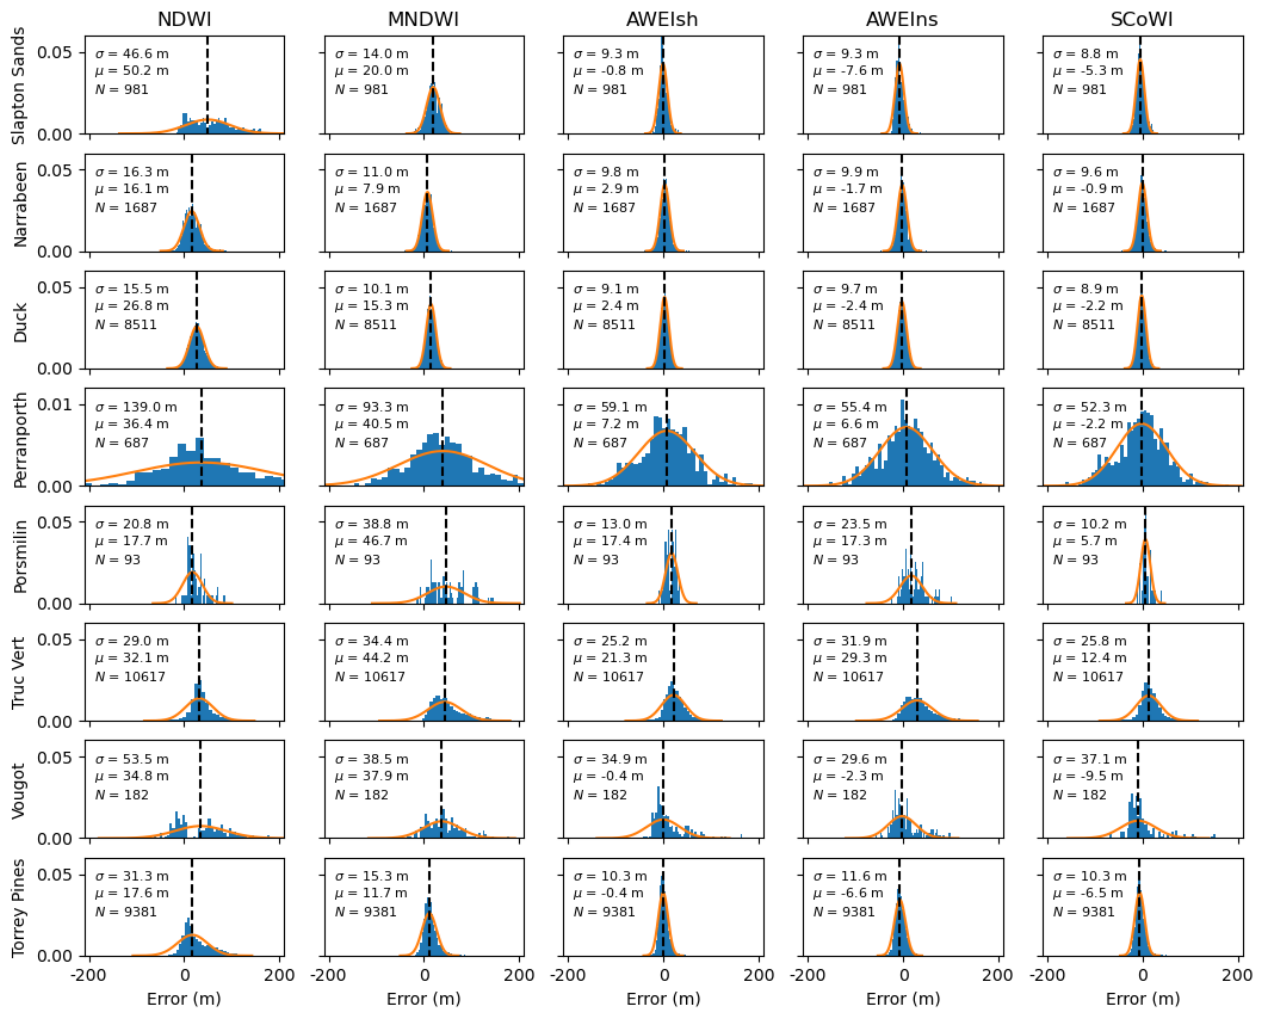 NDWI MNDWI AWEIsh AWEIns SCoWI
Slapton Sands
0.05
0.00
σ = 46.6 m
μ = 50.2 m
N = 981
σ = 14.0 m
μ = 20.0 m
N = 981
σ = 9.3 m
μ = -0.8 m
N = 981
σ = 9.3 m
μ = -7.6 m
N = 981
σ = 8.8 m
μ = -5.3 m
N = 981
Narrabeen
0.05
0.00
σ = 16.3 m
μ = 16.1 m
N = 1687
σ = 11.0 m
μ = 7.9 m
N = 1687
σ = 9.8 m
μ = 2.9 m
N = 1687
σ = 9.9 m
μ = -1.7 m
N = 1687
σ = 9.6 m
μ = -0.9 m
N = 1687
Duck
0.05
0.00
σ = 15.5 m
μ = 26.8 m
N = 8511
σ = 10.1 m
μ = 15.3 m
N = 8511
σ = 9.1 m
μ = 2.4 m
N = 8511
σ = 9.7 m
μ = -2.4 m
N = 8511
σ = 8.9 m
μ = -2.2 m
N = 8511
Perranporth
0.01
0.00
σ = 139.0 m
μ = 36.4 m
N = 687
σ = 93.3 m
μ = 40.5 m
N = 687
σ = 59.1 m
μ = 7.2 m
N = 687
σ = 55.4 m
μ = 6.6 m
N = 687
σ = 52.3 m
μ = -2.2 m
N = 687
Porsmilin
0.05
0.00
σ = 20.8 m
μ = 17.7 m
N = 93
σ = 38.8 m
μ = 46.7 m
N = 93
σ = 13.0 m
μ = 17.4 m
N = 93
σ = 23.5 m
μ = 17.3 m
N = 93
σ = 10.2 m
μ = 5.7 m
N = 93
Truc Vert
0.05
0.00
σ = 29.0 m
μ = 32.1 m
N = 10617
σ = 34.4 m
μ = 44.2 m
N = 10617
σ = 25.2 m
μ = 21.3 m
N = 10617
σ = 31.9 m
μ = 29.3 m
N = 10617
σ = 25.8 m
μ = 12.4 m
N = 10617
Vougot
0.05
0.00
σ = 53.5 m
μ = 34.8 m
N = 182
σ = 38.5 m
μ = 37.9 m
N = 182
σ = 34.9 m
μ = -0.4 m
N = 182
σ = 29.6 m
μ = -2.3 m
N = 182
σ = 37.1 m
μ = -9.5 m
N = 182
Torrey Pines
0.05
0.00
σ = 31.3 m
μ = 17.6 m
N = 9381
σ = 15.3 m
μ = 11.7 m
N = 9381
σ = 10.3 m
μ = -0.4 m
N = 9381
σ = 11.6 m
μ = -6.6 m
N = 9381
σ = 10.3 m
μ = -6.5 m
N = 9381
-200 0 200 -200 0 200 -200 0 200 -200 0 200 -200 0 200
Error (m) Error (m) Error (m) Error (m) Error (m)